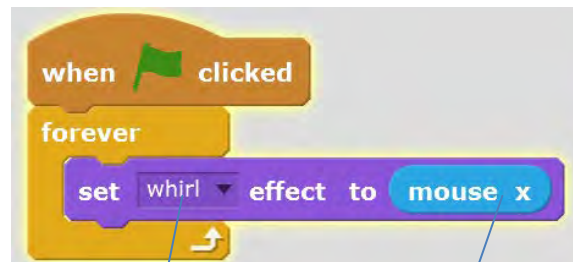 when clicked
forever
set whirl effect to mouse x